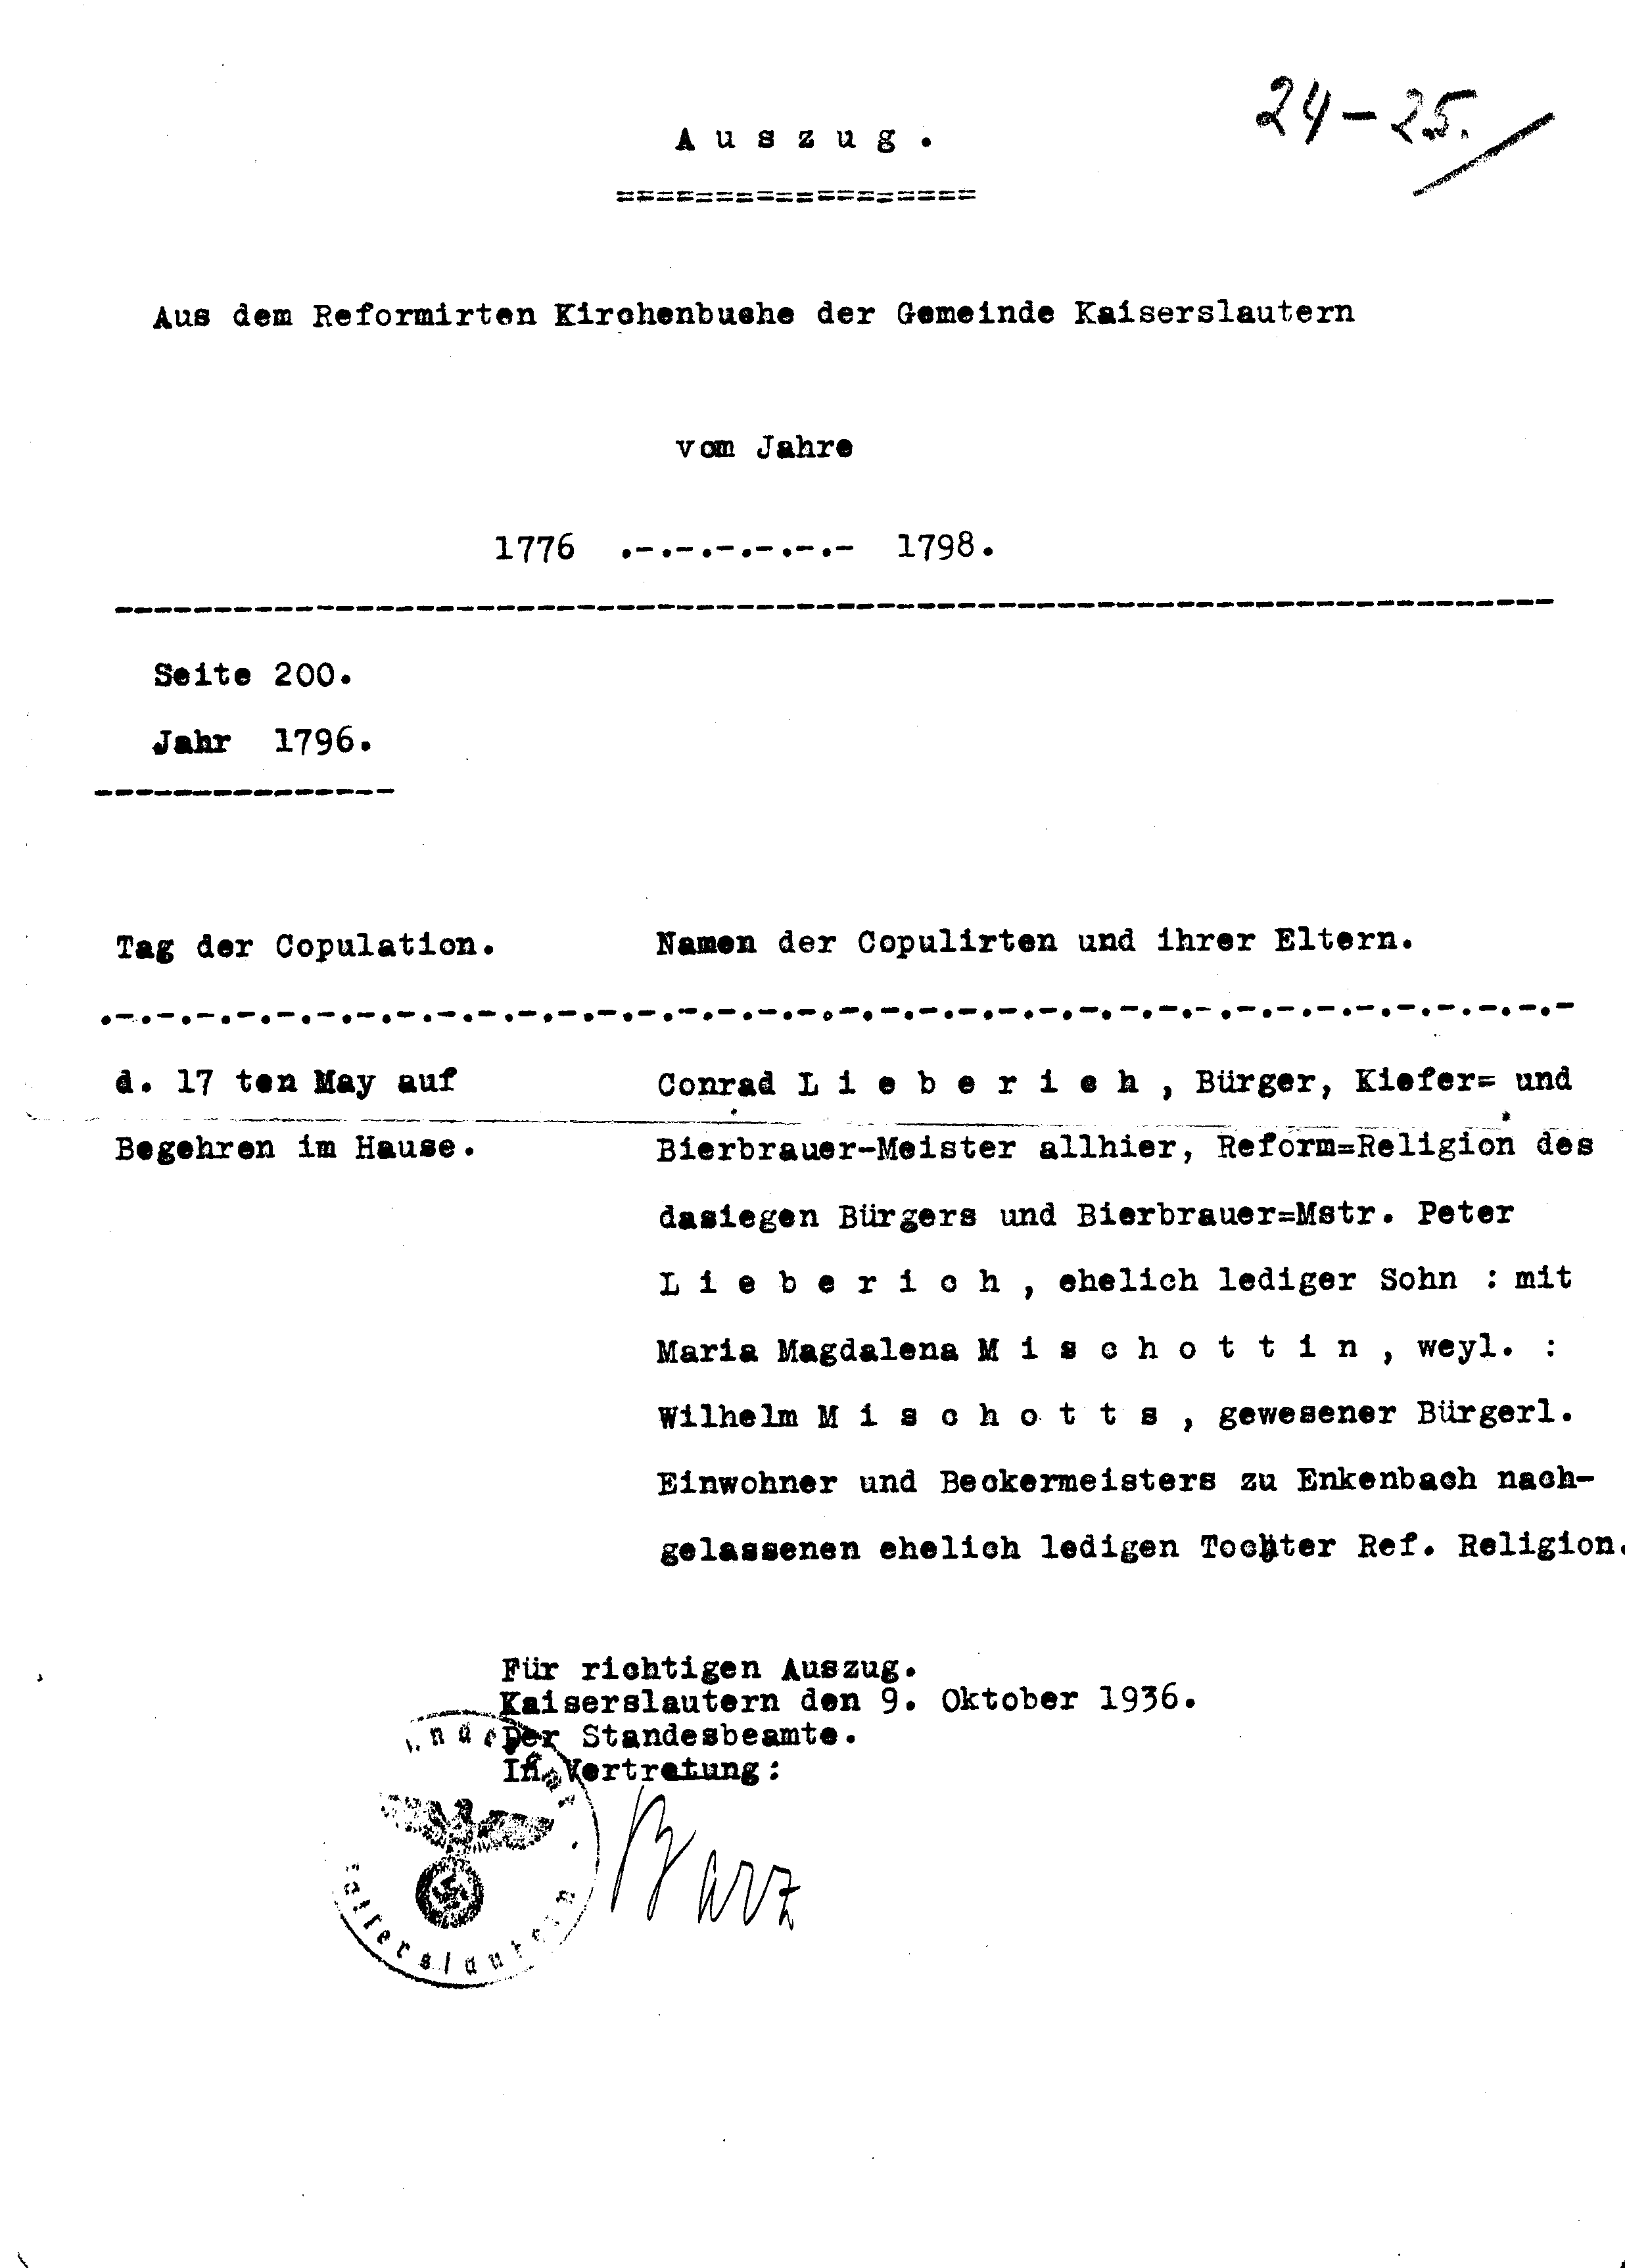 24-25.
A u s z u g .
==================
Aus dem Reformirten Kirchenbuche der Gemeinde Kaiserslautern
vom Jahre
1776 .-.-.-.-.-.- 1798.
Seite 200.
Jahr 1796.
Tag der Copulation. Namen der Copulirten und ihrer Eltern.
d. 17 ten May auf Conrad L i e b e r i c h , Bürger, Kiefer= und
Begehren im Hause. Bierbrauer-Meister allhier, Reform=Religion des
dasiegen Bürgers und Bierbrauer=Mstr. Peter
L i e b e r i c h , ehelich lediger Sohn : mit
Maria Magdalena M i s c h o t t i n , weyl. :
Wilhelm M i s c h o t t s , gewesener Bürgerl.
Einwohner und Beckermeisters zu Enkenbach nach-
gelassenen ehelich ledigen Tochter Ref. Religion.
Für richtigen Auszug.
Kaiserslautern den 9. Oktober 1936.
Der Standesbeamte.
In Vertretung:
Barz
Kaiserslautern